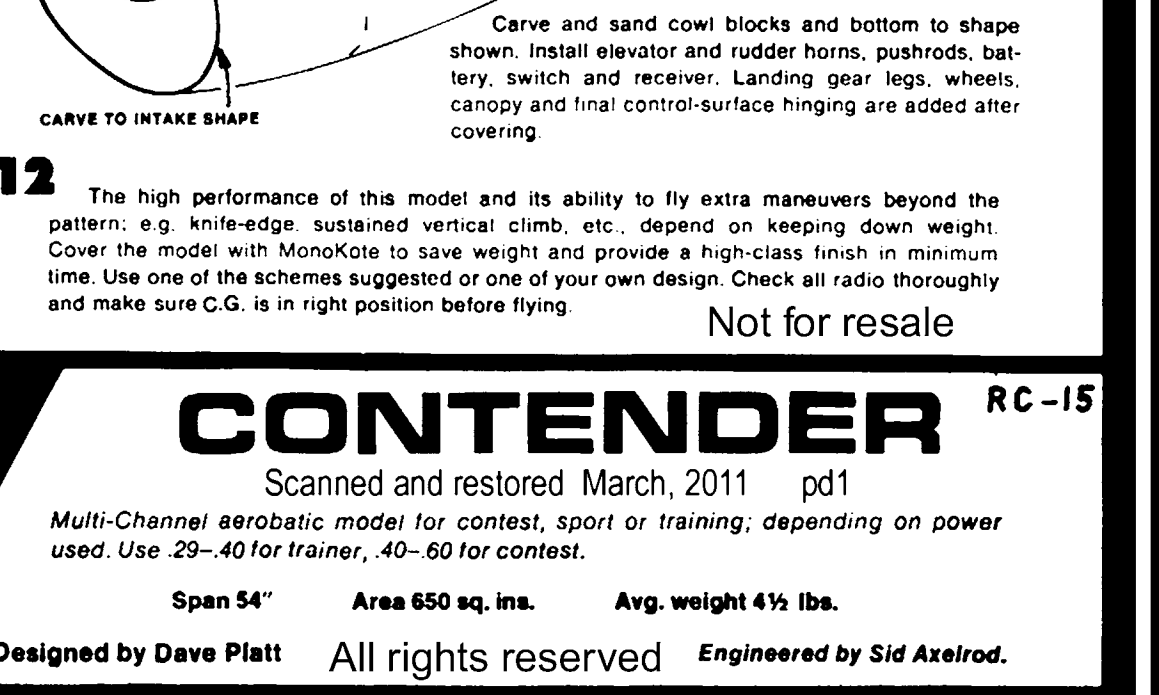 Carve and sand cowl blocks and bottom to shape
shown. Install elevator and rudder horns, pushrods, bat-
tery, switch and receiver. Landing gear legs, wheels,
canopy and final control-surface hinging are added after
covering.
CARVE TO INTAKE SHAPE
12
The high performance of this model and its ability to fly extra maneuvers beyond the
pattern; e.g. knife-edge. sustained vertical climb, etc., depend on keeping down weight.
Cover the model with MonoKote to save weight and provide a high-class finish in minimum
time. Use one of the schemes suggested or one of your own design. Check all radio thoroughly
and make sure C.G. is in right position before flying.
Not for resale
CONTENDER
RC-15
Scanned and restored March, 2011 pd1
Multi-Channel aerobatic model for contest, sport or training; depending on power
used. Use .29–.40 for trainer, .40–.60 for contest.
Span 54" Area 650 sq. ins. Avg. weight 4½ lbs.
Designed by Dave Platt All rights reserved Engineered by Sid Axelrod.